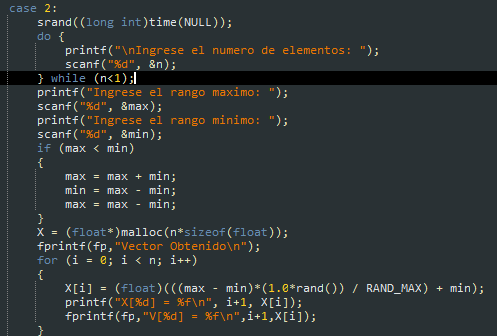 case 2:
srand((long int)time(NULL));
do {
printf("\nIngrese el numero de elementos: ");
scanf("%d", &n);
} while (n<1);
printf("Ingrese el rango maximo: ");
scanf("%d", &max);
printf("Ingrese el rango minimo: ");
scanf("%d", &min);
if (max < min)
{
max = max + min;
min = max - min;
max = max - min;
}
X = (float*)malloc(n*sizeof(float));
fprintf(fp,"Vector Obtenido\n");
for (i = 0; i < n; i++)
{
X[i] = (float)(((max - min)*(1.0*rand()) / RAND_MAX) + min);
printf("X[%d] = %f\n", i+1, X[i]);
fprintf(fp,"V[%d] = %f\n",i+1,X[i]);
}